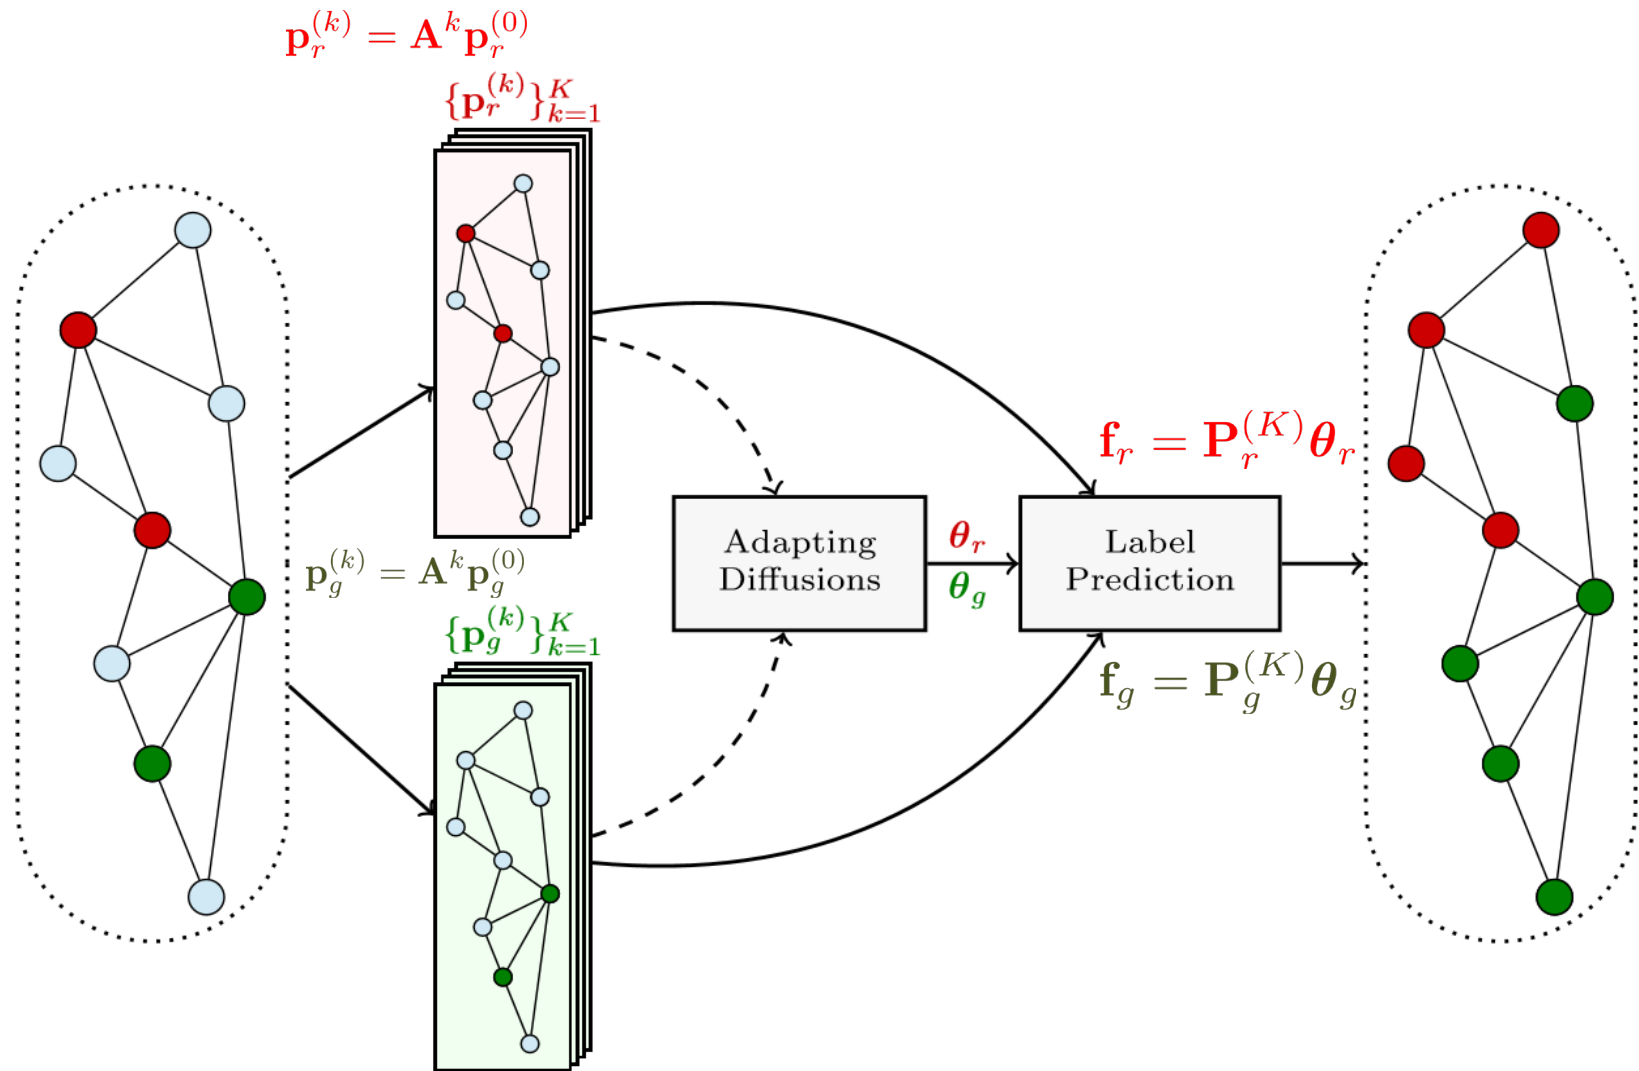 𝐩_r^{(k)} = 𝐀^k 𝐩_r^{(0)}
{𝐩_r^{(k)}}_{k=1}^K
𝐟_r = 𝐏_r^{(K)} 𝛉_r
Adapting
Diffusions
𝛉_r
𝛉_g
Label
Prediction
𝐩_g^{(k)} = 𝐀^k 𝐩_g^{(0)}
{𝐩_g^{(k)}}_{k=1}^K
𝐟_g = 𝐏_g^{(K)} 𝛉_g